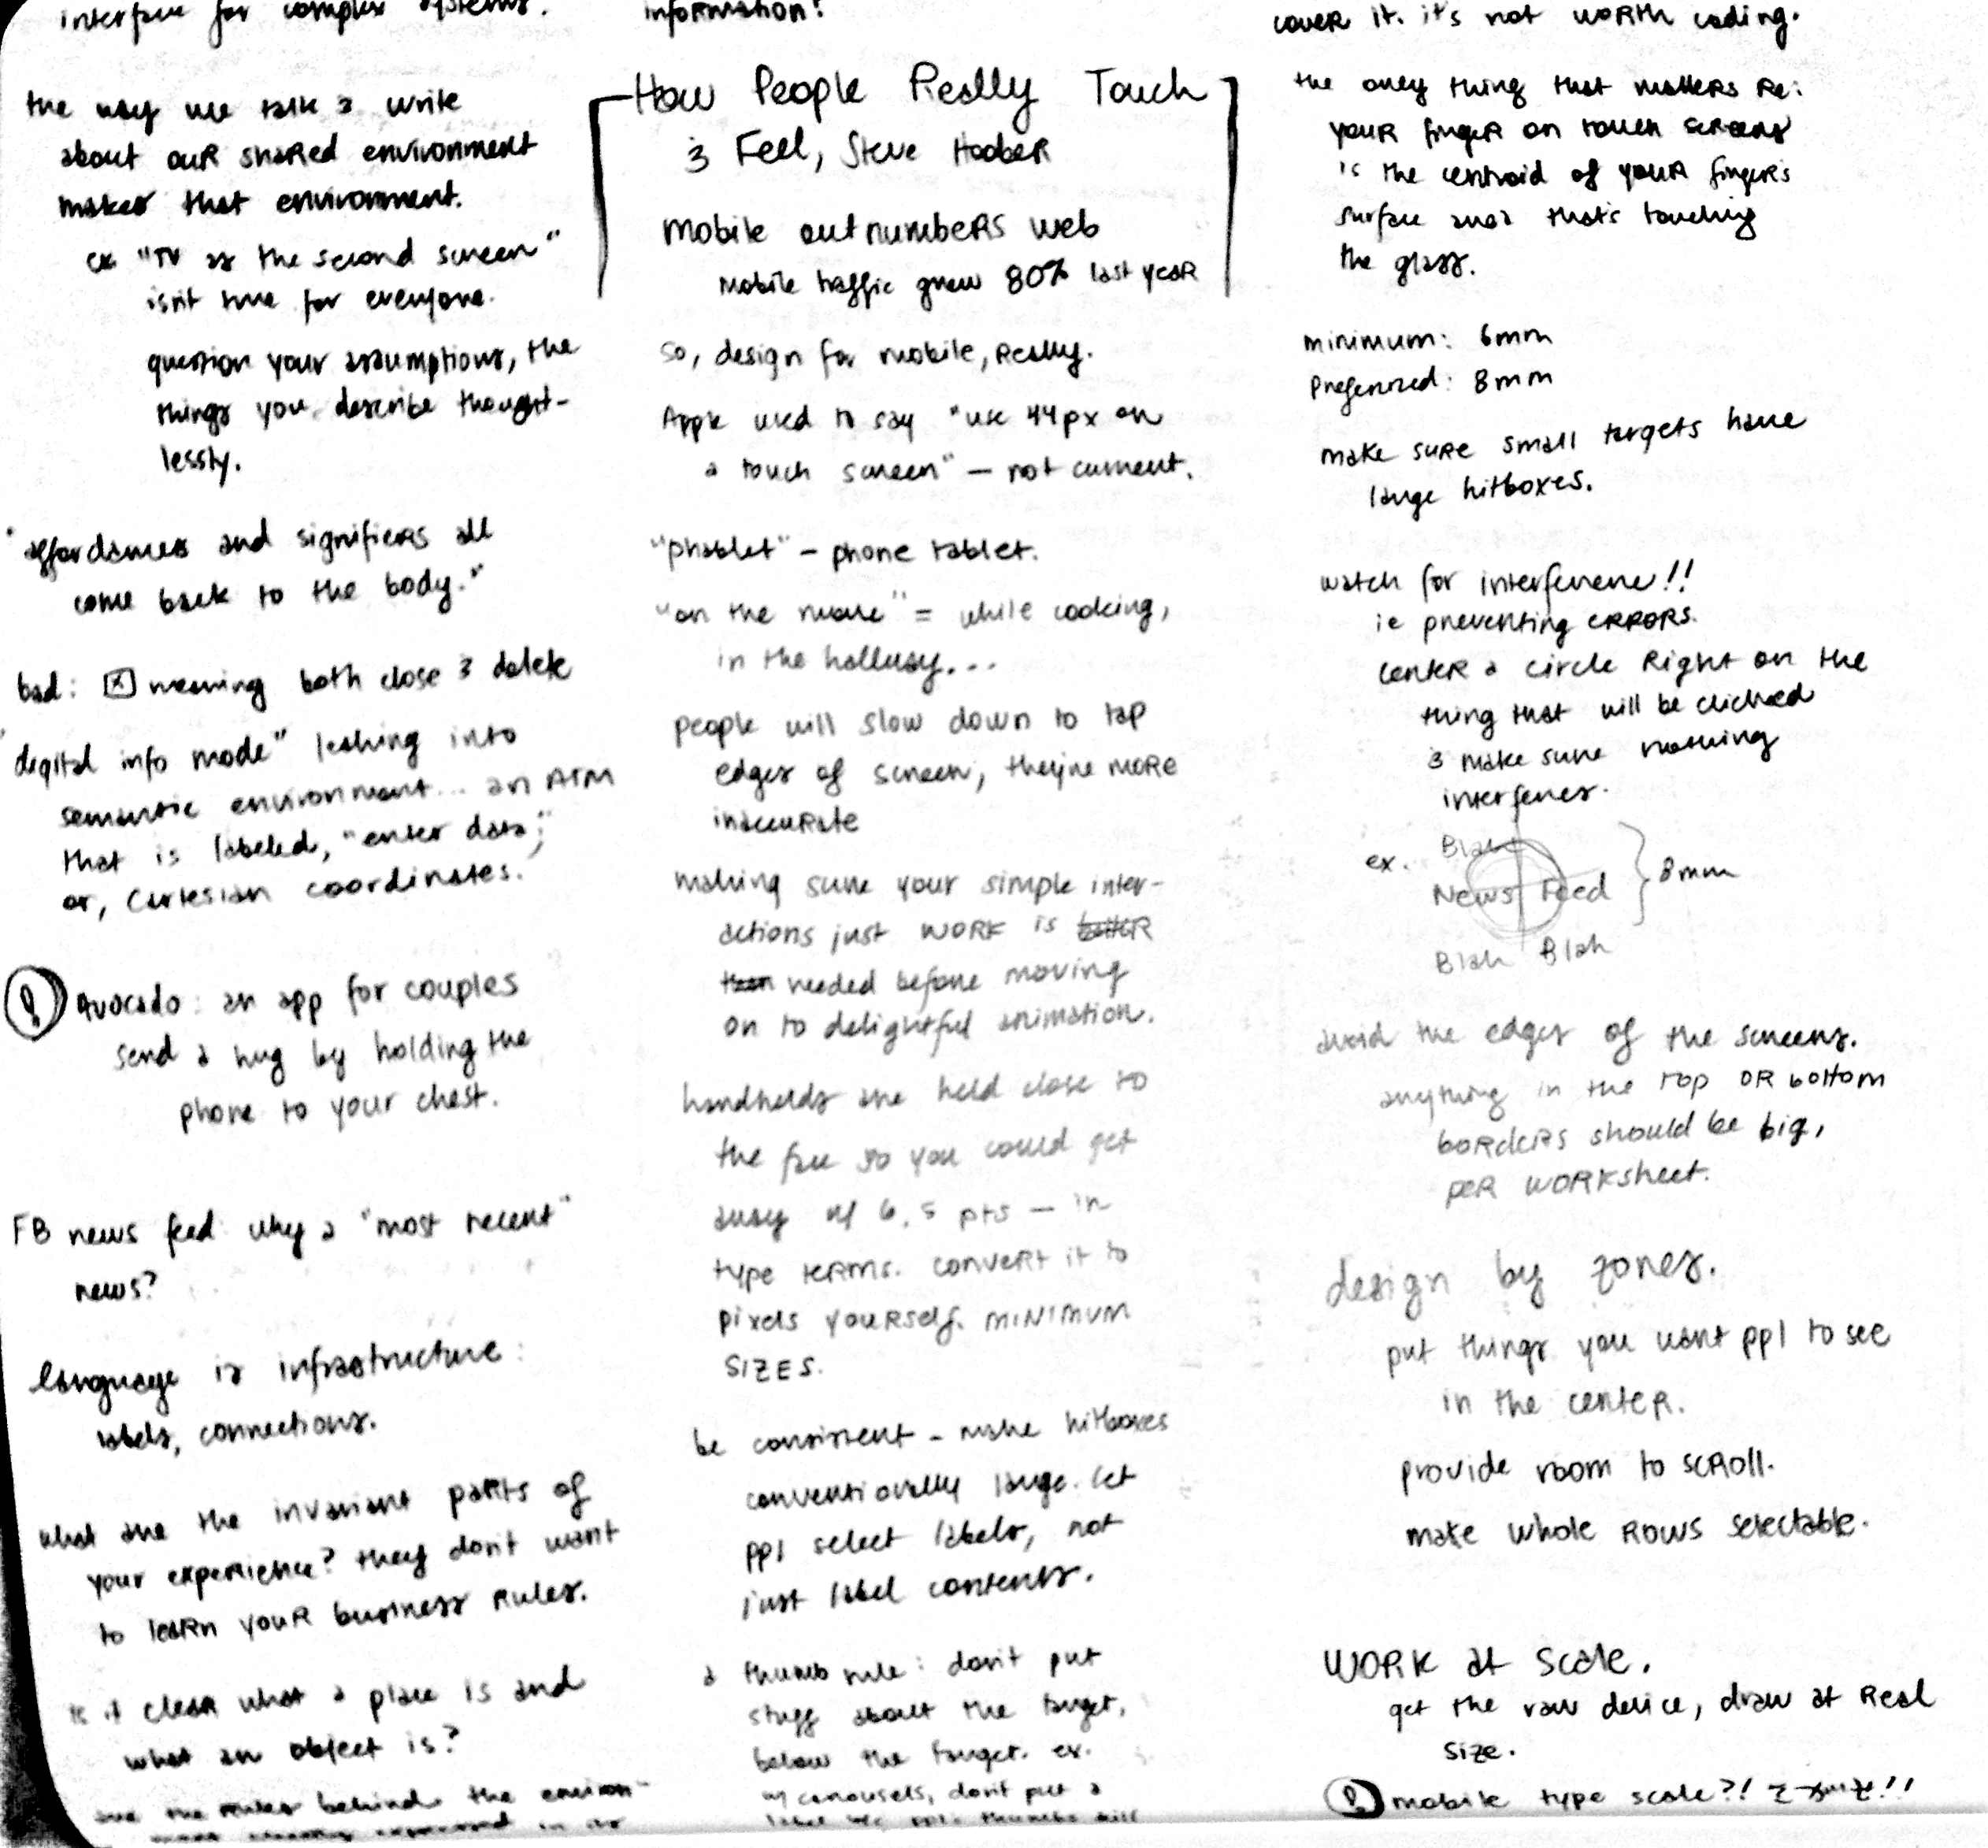 interface for complex systems.
the way we talk & write
about our shared environment
makes that environment.
ex "TV as the second screen"
isn't true for everyone.
question your assumptions, the
things you describe thought-
lessly.
"affordances and signifiers all
come back to the body."
bad: [x] meaning both close & delete
"digital info mode" leaking into
semantic environment... an ATM
that is labeled, "enter data;"
or, Cartesian coordinates.
! avocado: an app for couples
send a hug by holding the
phone to your chest.
FB news feed: why a "most recent"
news?
language is infrastructure:
labels, connections.
what are the invariant parts of
your experience? they don't want
to learn your business rules.
is it clear what a place is and
what an object is?
are the rules behind the environ-
information?
How People Really Touch
& Feel, Steve Hoober
mobile outnumbers web
mobile traffic grew 80% last year
so, design for mobile, really.
Apple used to say "use 44px on
a touch screen" – not current.
"phablet" – phone tablet.
"on the move" = while cooking,
in the hallway...
people will slow down to tap
edges of screen, they're more
inaccurate
making sure your simple inter-
actions just work is better
than needed before moving
on to delightful animation.
handhelds are held close to
the face so you could get
away w/ 6.5 pts – in
type terms. convert it to
pixels yourself. MINIMUM
SIZES.
be consistent – make hitboxes
conventionally large. let
ppl select labels, not
just label contents.
a thumb rule: don't put
stuff about the target,
below the target. ex.
w/ carousels, don't put a
label b/c ppl's thumbs will
cover it. it's not worth coding.
the only thing that matters re:
your finger on touch screens
is the centroid of your finger's
surface area that's touching
the glass.
minimum: 6mm
preferred: 8mm
make sure small targets have
large hitboxes.
watch for interference!!
ie preventing errors.
center a circle right on the
thing that will be clicked
& make sure nothing
interferes.
ex. Blah
News Feed } 8mm
Blah Blah
avoid the edges of the screens.
anything in the top or bottom
borders should be big,
per worksheet.
design by zones.
put things you want ppl to see
in the center.
provide room to scroll.
make whole rows selectable.
WORK at scale.
get the raw device, draw at real
size.
! mobile type scale?!